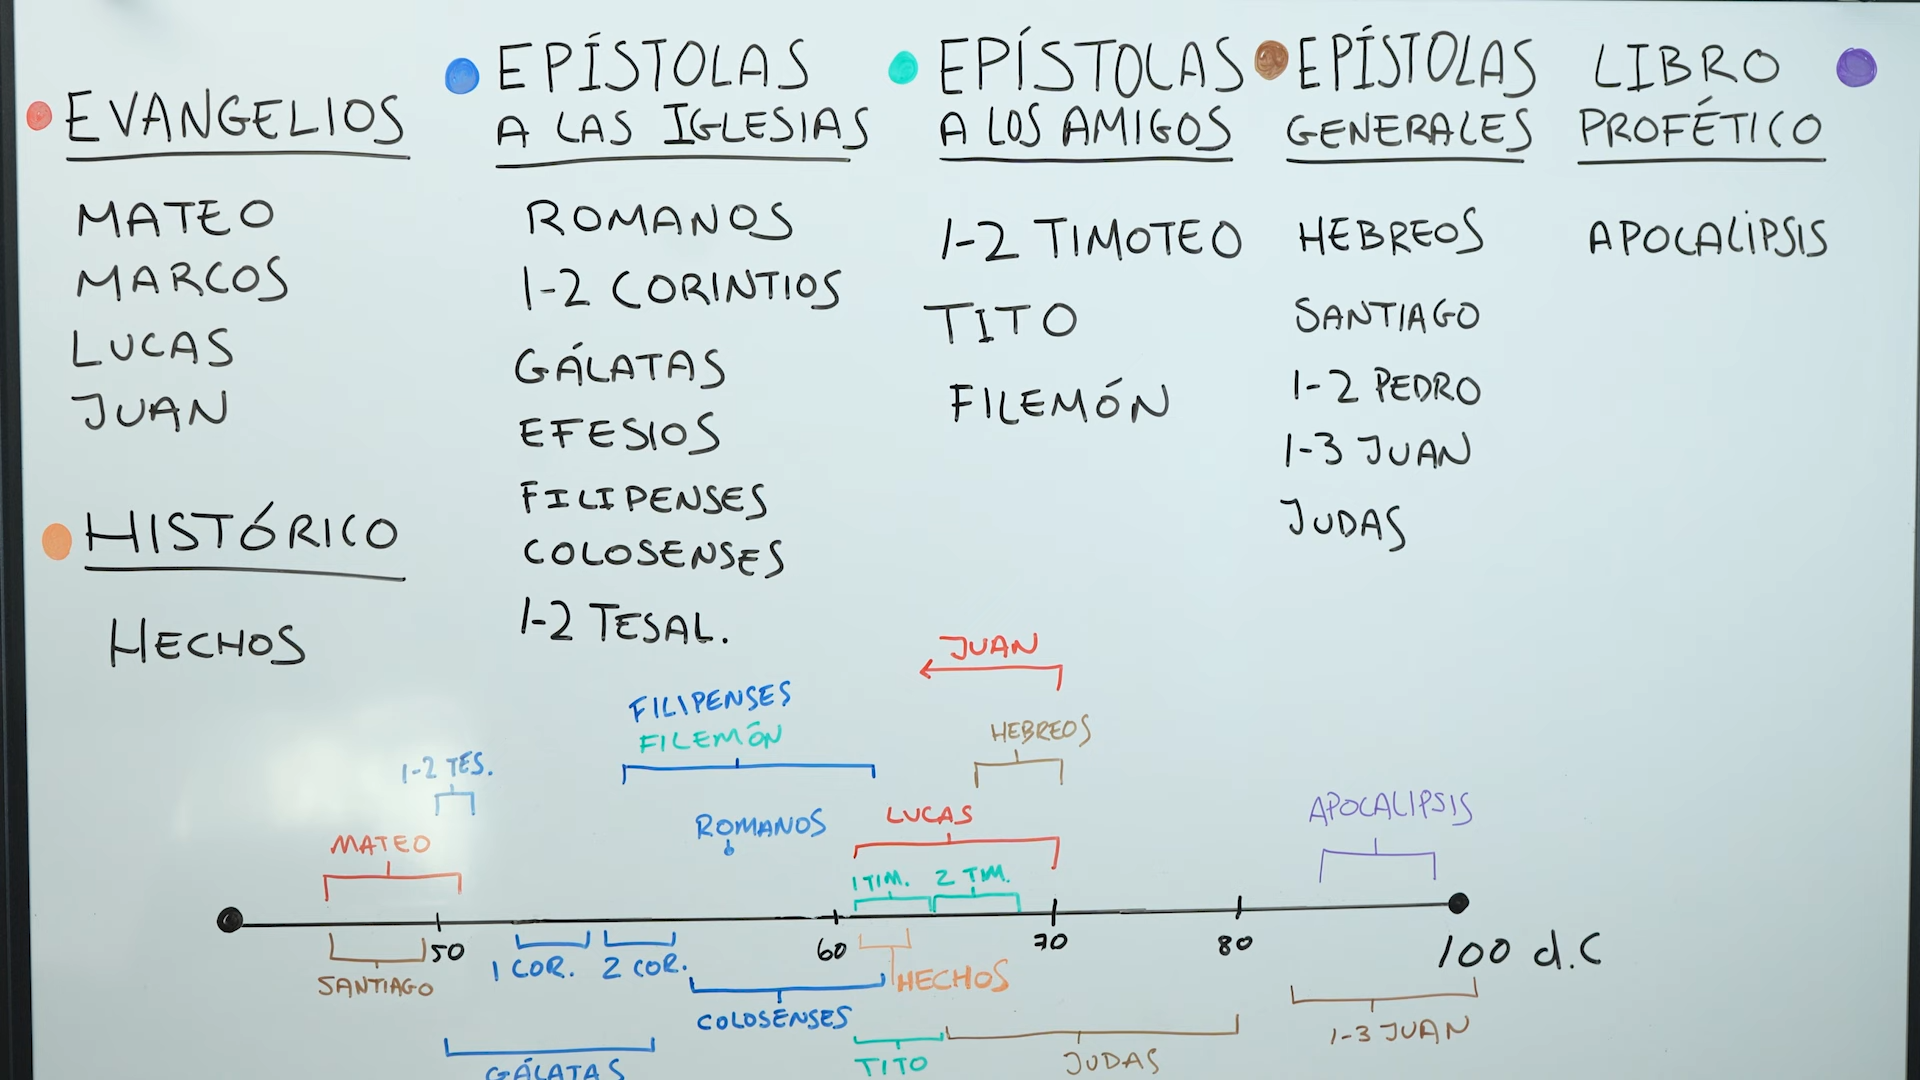 EVANGELIOS
MATEO
MARCOS
LUCAS
JUAN
HISTÓRICO
HECHOS
EPÍSTOLAS
A LAS IGLESIAS
ROMANOS
1-2 CORINTIOS
GÁLATAS
EFESIOS
FILIPENSES
COLOSENSES
1-2 TESAL.
EPÍSTOLAS
A LOS AMIGOS
1-2 TIMOTEO
TITO
FILEMÓN
EPÍSTOLAS
GENERALES
HEBREOS
SANTIAGO
1-2 PEDRO
1-3 JUAN
JUDAS
LIBRO
PROFÉTICO
APOCALIPSIS
JUAN
FILIPENSES
FILEMÓN
HEBREOS
1-2 TES.
MATEO
ROMANOS
LUCAS
APOCALIPSIS
1 TIM. 2 TIM.
50 60 70 80 100 d.C
SANTIAGO
1 COR. 2 COR.
HECHOS
COLOSENSES
1-3 JUAN
GÁLATAS
TITO
JUDAS